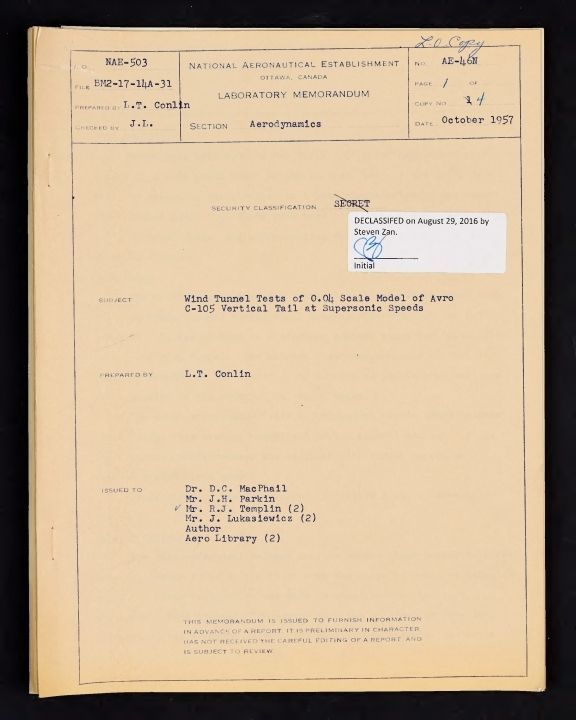 L.O. Copy
J.O. NAE-503
FILE BM2-17-14A-31
PREPARED BY L.T. Conlin
CHECKED BY J.L.
NATIONAL AERONAUTICAL ESTABLISHMENT
OTTAWA, CANADA
LABORATORY MEMORANDUM
SECTION Aerodynamics
NO. AE-46N
PAGE 1 OF
COPY NO 4
DATE October 1957
SECURITY CLASSIFICATION SECRET
DECLASSIFED on August 29, 2016 by
Steven Zan.
Initial
SUBJECT Wind Tunnel Tests of 0.04 Scale Model of Avro
C-105 Vertical Tail at Supersonic Speeds
PREPARED BY L.T. Conlin
ISSUED TO Dr. D.C. MacPhail
Mr. J.H. Parkin
Mr. R.J. Templin (2)
Mr. J. Lukasiewicz (2)
Author
Aero Library (2)
THIS MEMORANDUM IS ISSUED TO FURNISH INFORMATION
IN ADVANCE OF A REPORT. IT IS PRELIMINARY IN CHARACTER,
HAS NOT RECEIVED THE CAREFUL EDITING OF A REPORT, AND
IS SUBJECT TO REVIEW.